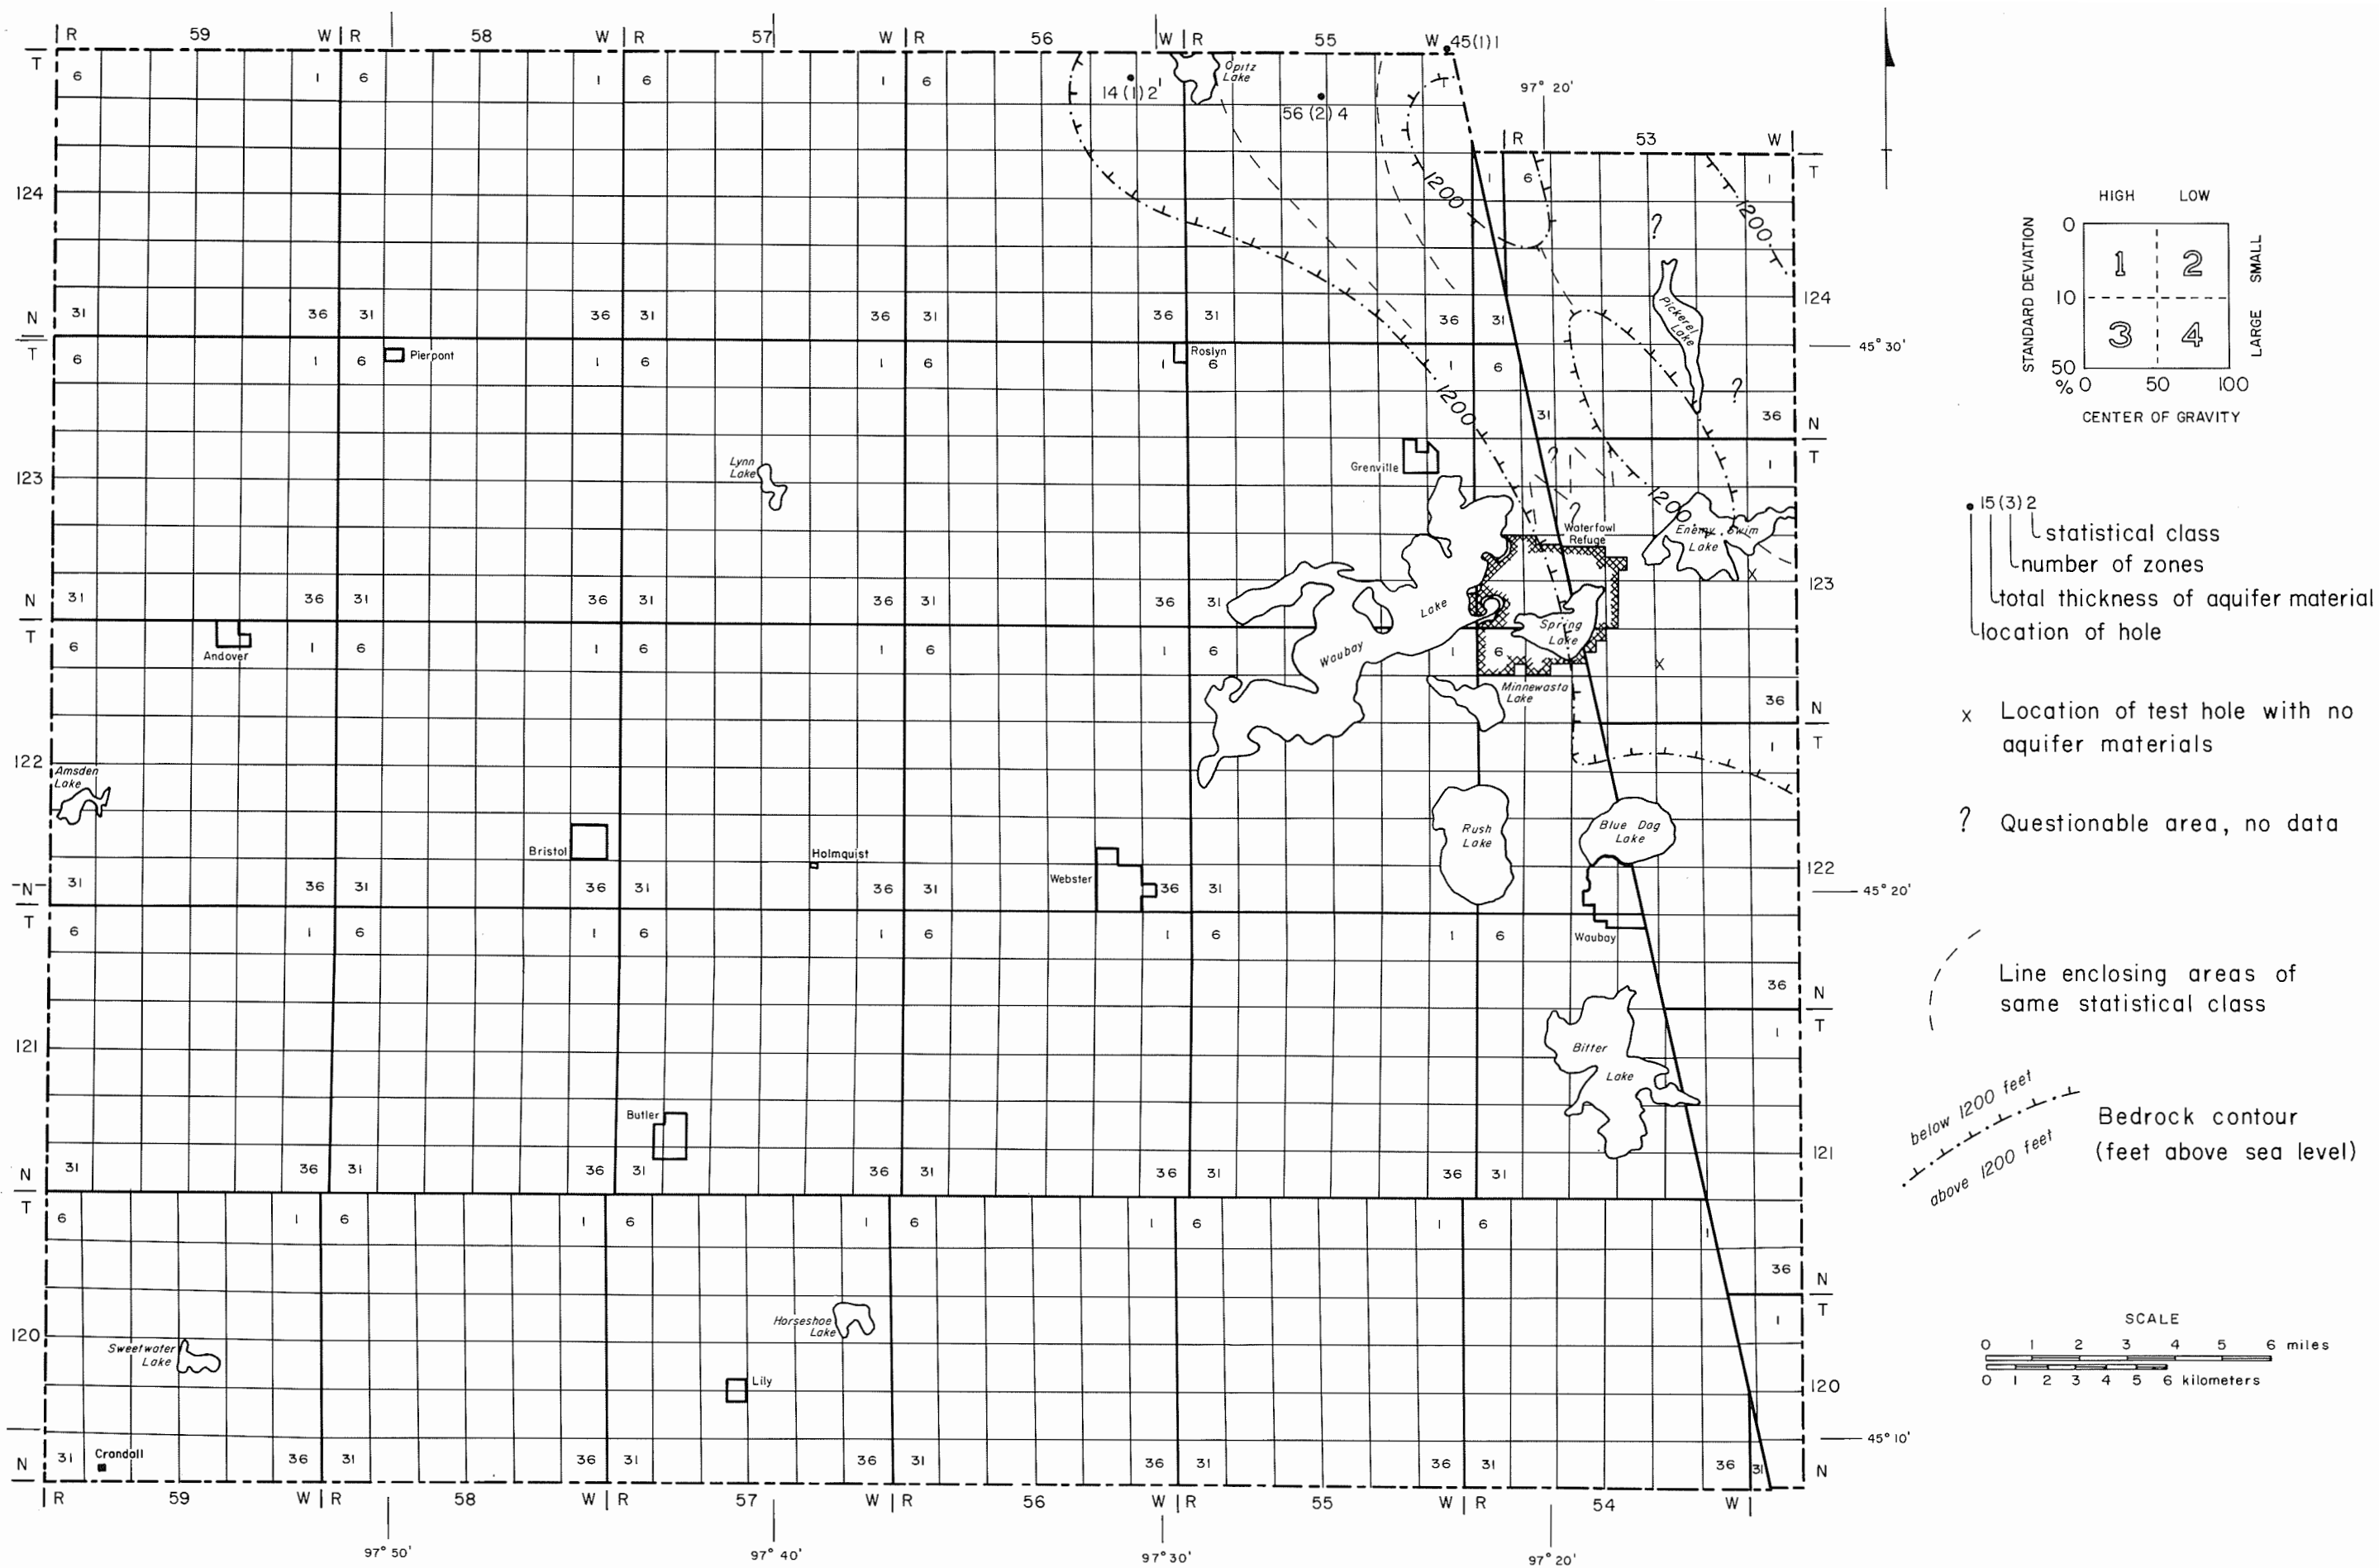 R 59 W R 58 W R 57 W R 56 W R 55 W 45(1)1
T 6 1 6 1 6 1 6 14(1)2 Opitz
Lake
56(2)4
97° 20'
R 53 W
T
1 6 1
124
1200
1200
?
HIGH LOW
STANDARD DEVIATION
0
1 2
SMALL
10
3 4
LARGE
50
% 0 50 100
CENTER OF GRAVITY
Pickerel
Lake
124
N 31 36 31 36 31 36 31 36 31 36 31
T 6 1 6 Pierpont 1 6 1 6 1 Roslyn
6 1 6
45° 30'
1200
?
31 36 N
T
1
Grenville
?
Lynn
Lake
123
1200
?
Waterfowl
Refuge
Enemy Swim
Lake
x
123
15(3)2
statistical class
number of zones
total thickness of aquifer material
location of hole
N 31 36 31 36 31 36 31 36 31
T 6 1 6 1 6 1 6 1 6 1 6
Andover
Waubay Lake
Spring
Lake
x
Minnewasta
Lake
36 N
T
1
x Location of test hole with no
aquifer materials
122
Amsden
Lake
? Questionable area, no data
Bristol
Holmquist
Webster
Rush
Lake
Blue Dog
Lake
122
45° 20'
N 31 36 31 36 31 36 31 36 31
T 6 1 6 1 6 1 6 1 6 1 6
Waubay
36 N
T
1
Line enclosing areas of
same statistical class
121
Bitter
Lake
Butler
below 1200 feet
above 1200 feet
Bedrock contour
(feet above sea level)
121
N 31 36 31 36 31 36 31 36 31 36 31
T 6 1 6 1 6 1 6 1 6 1 6 1
36 N
T
1
120
Sweetwater
Lake
Horseshoe
Lake
Lily
SCALE
0 1 2 3 4 5 6 miles
0 1 2 3 4 5 6 kilometers
120
45° 10'
N 31 Crandall 36 31 36 31 36 31 36 31 36 31 36 31 N
R 59 W R 58 W R 57 W R 56 W R 55 W R 54 W
97° 50' 97° 40' 97° 30' 97° 20'